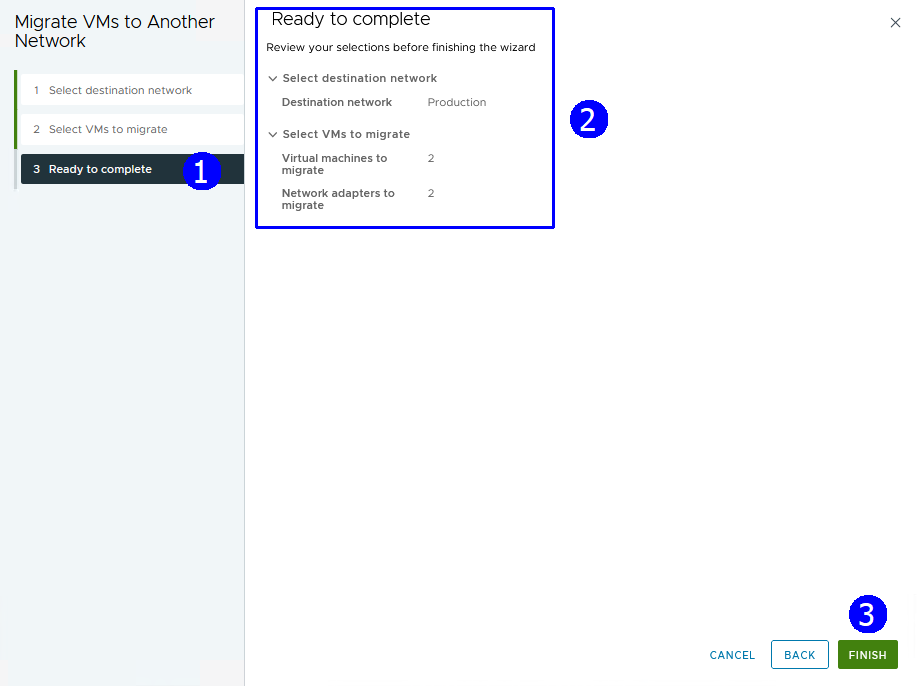 Migrate VMs to Another
Network
1 Select destination network
2 Select VMs to migrate
3 Ready to complete
1
Ready to complete
Review your selections before finishing the wizard
Select destination network
Destination network Production
Select VMs to migrate
Virtual machines to 2
migrate
Network adapters to 2
migrate
2
3
CANCEL BACK FINISH